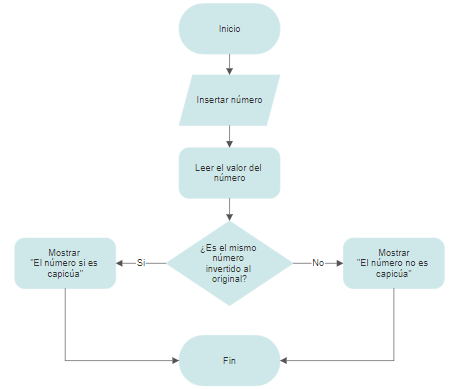 Inicio
Insertar número
Leer el valor del
número
¿Es el mismo
número
invertido al
original?
Si
No
Mostrar
"El número si es
capicúa"
Mostrar
"El número no es
capicúa"
Fin